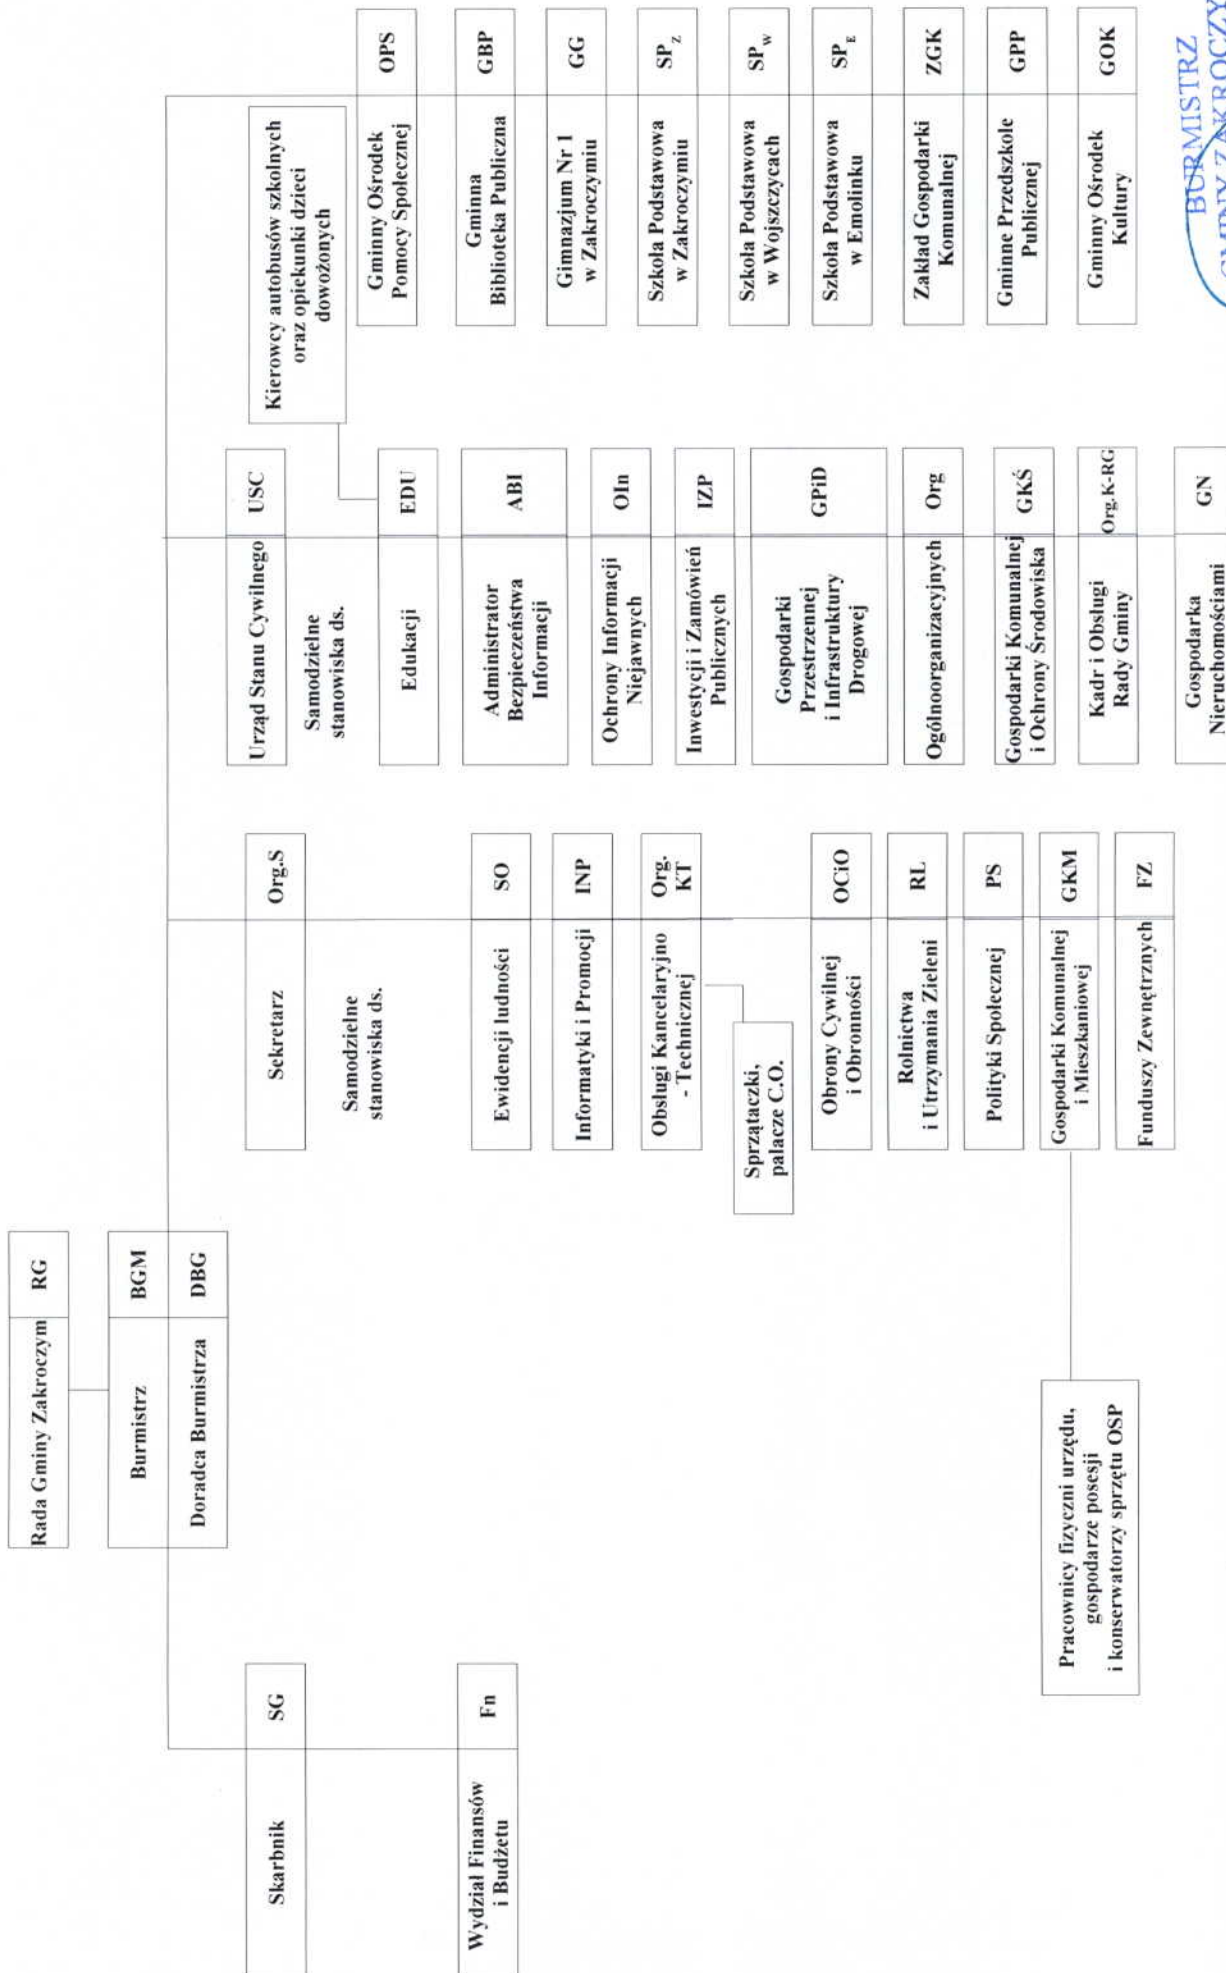 Rada Gminy Zakroczym
RG
Burmistrz
BGM
Doradca Burmistrza
DBG
Skarbnik
SG
Wydział Finansów
i Budżetu
Fn
Sekretarz
Org.S
Samodzielne
stanowiska ds.
Ewidencji ludności
SO
Informatyki i Promocji
INP
Obsługi Kancelaryjno
- Technicznej
Org.
KT
Sprzątaczki,
palacze C.O.
Obrony Cywilnej
i Obronności
OCiO
Rolnictwa
i Utrzymania Zieleni
RL
Polityki Społecznej
PS
Gospodarki Komunalnej
i Mieszkaniowej
GKM
Funduszy Zewnętrznych
FZ
Pracownicy fizyczni urzędu,
gospodarze posesji
i konserwatorzy sprzętu OSP
Urząd Stanu Cywilnego
USC
Samodzielne
stanowiska ds.
Edukacji
EDU
Kierowcy autobusów szkolnych
oraz opiekunki dzieci
dowożonych
Administrator
Bezpieczeństwa
Informacji
ABI
Ochrony Informacji
Niejawnych
OIn
Inwestycji i Zamówień
Publicznych
IZP
Gospodarki
Przestrzennej
i Infrastruktury
Drogowej
GPiD
Ogólnoorganizacyjnych
Org
Gospodarki Komunalnej
i Ochrony Środowiska
GKŚ
Kadr i Obsługi
Rady Gminy
Org.K-RG
Gospodarka
Nieruchomościami
GN
Gminny Ośrodek
Pomocy Społecznej
OPS
Gminna
Biblioteka Publiczna
GBP
Gimnazjum Nr 1
w Zakroczymiu
GG
Szkoła Podstawowa
w Zakroczymiu
SP Z
Szkoła Podstawowa
w Wojszczycach
SP W
Szkoła Podstawowa
w Emolinku
SP E
Zakład Gospodarki
Komunalnej
ZGK
Gminne Przedszkole
Publicznej
GPP
Gminny Ośrodek
Kultury
GOK
BURMISTRZ
GMINY ZAKROCZY